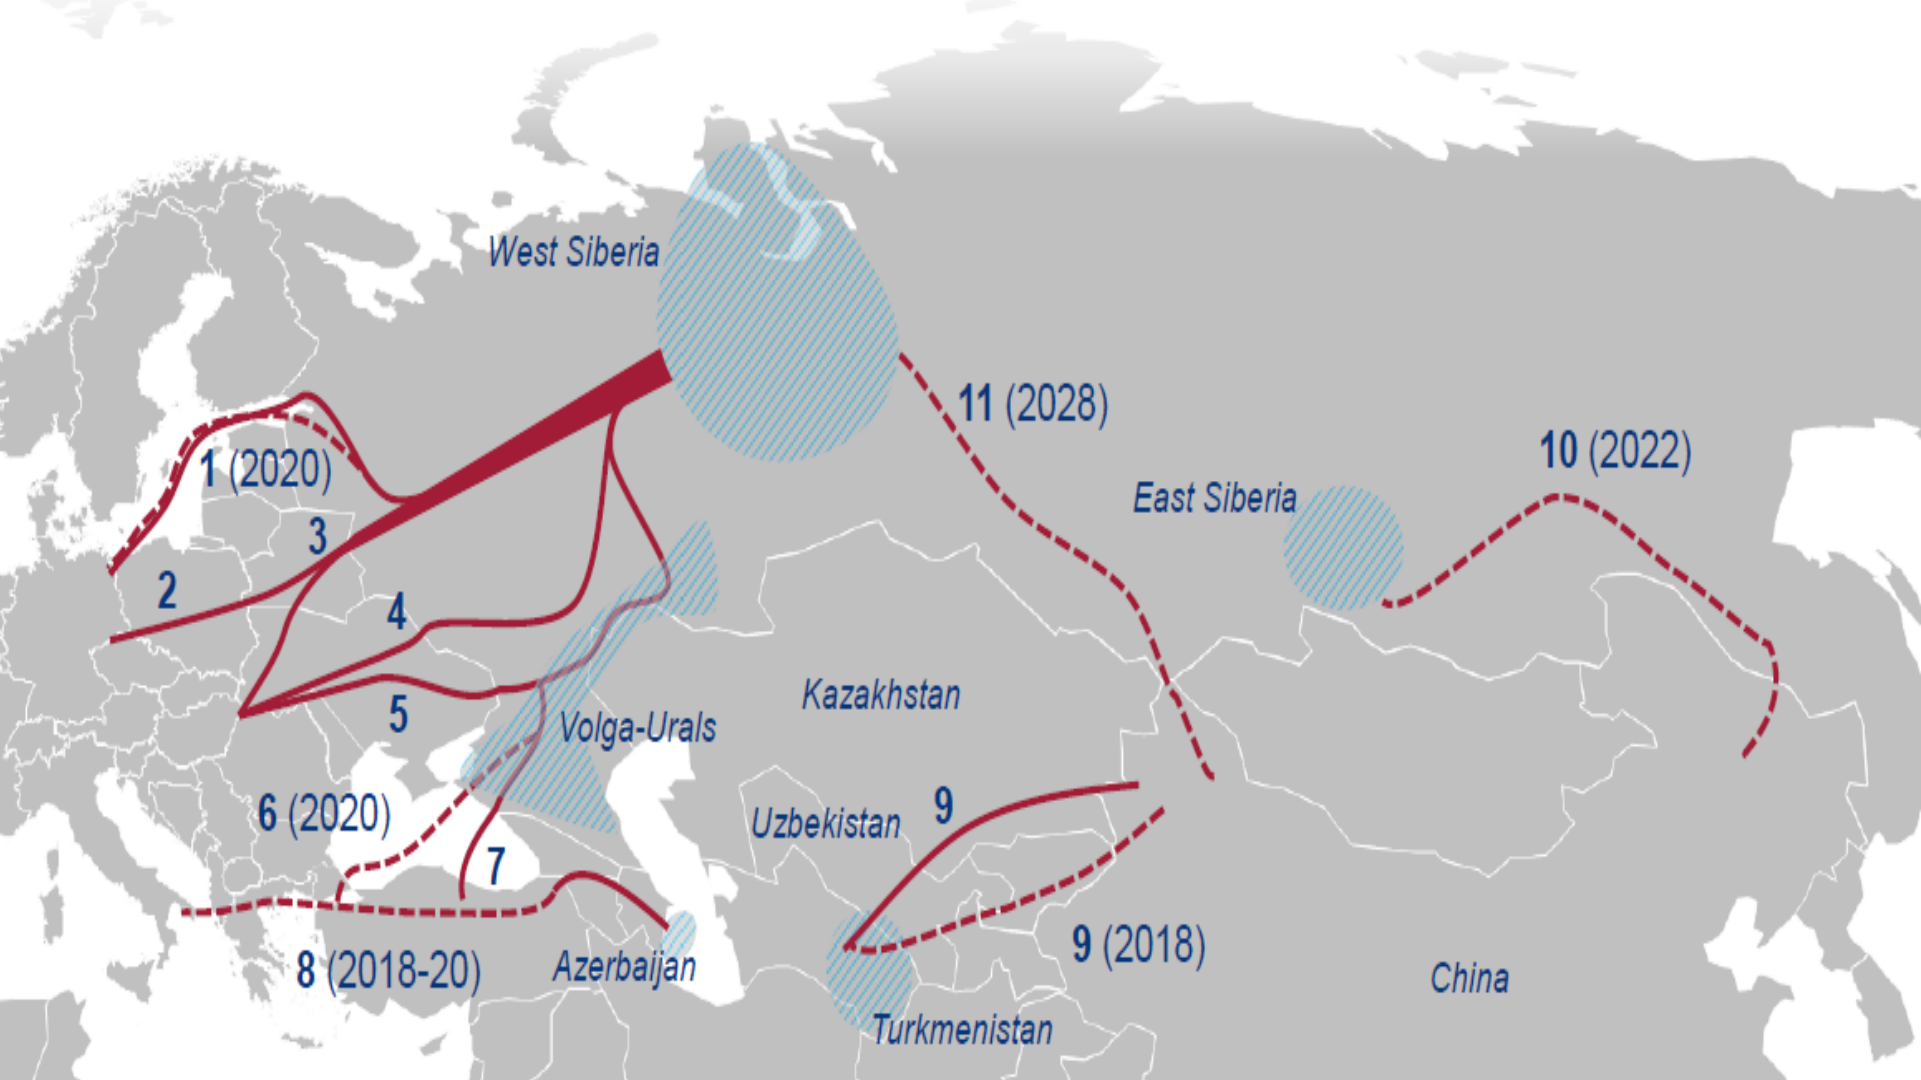 West Siberia
11 (2028)
10 (2022)
1 (2020)
East Siberia
3
2
4
Kazakhstan
5
Volga-Urals
6 (2020)
9
Uzbekistan
7
9 (2018)
8 (2018-20)
Azerbaijan
China
Turkmenistan